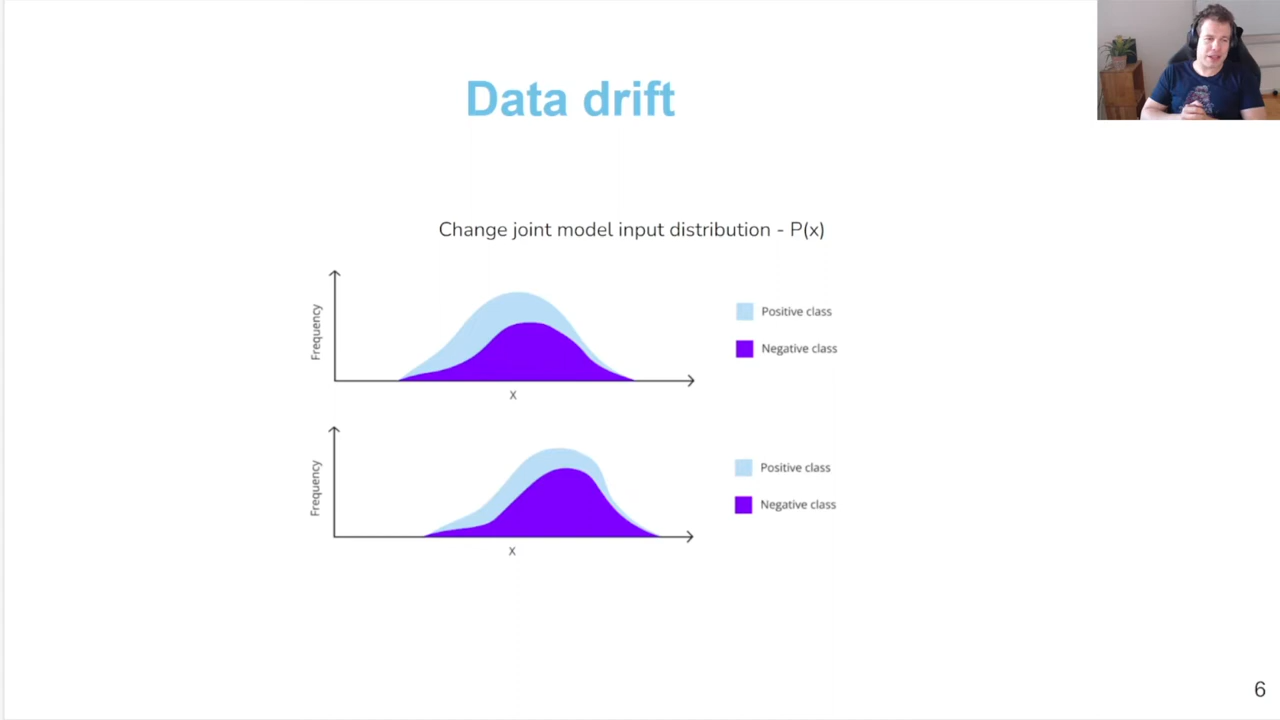 Data drift
Change joint model input distribution - P(x)
Frequency
Positive class
Negative class
X
Frequency
Positive class
Negative class
X
6